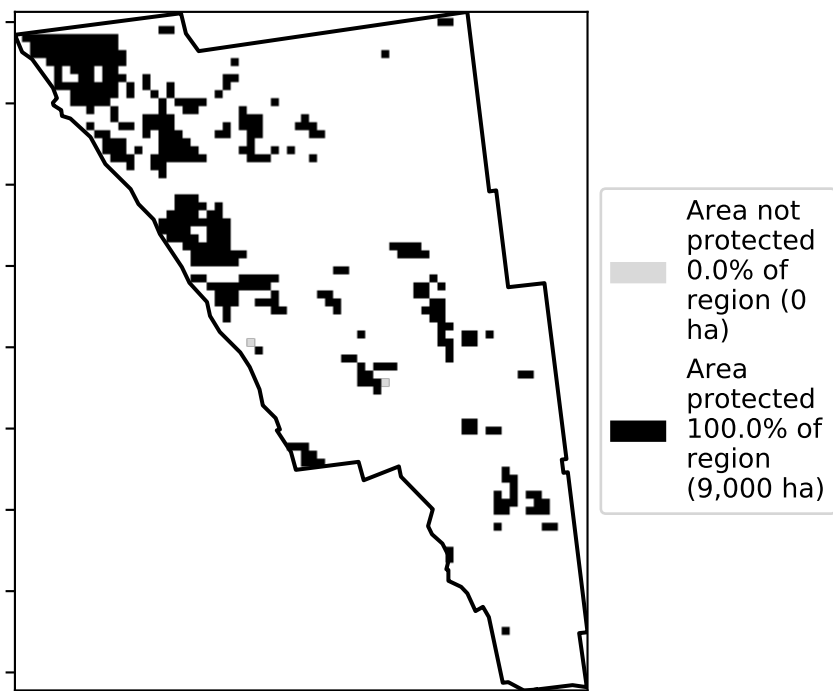 Area not
protected
0.0% of
region (0
ha)
Area
protected
100.0% of
region
(9,000 ha)